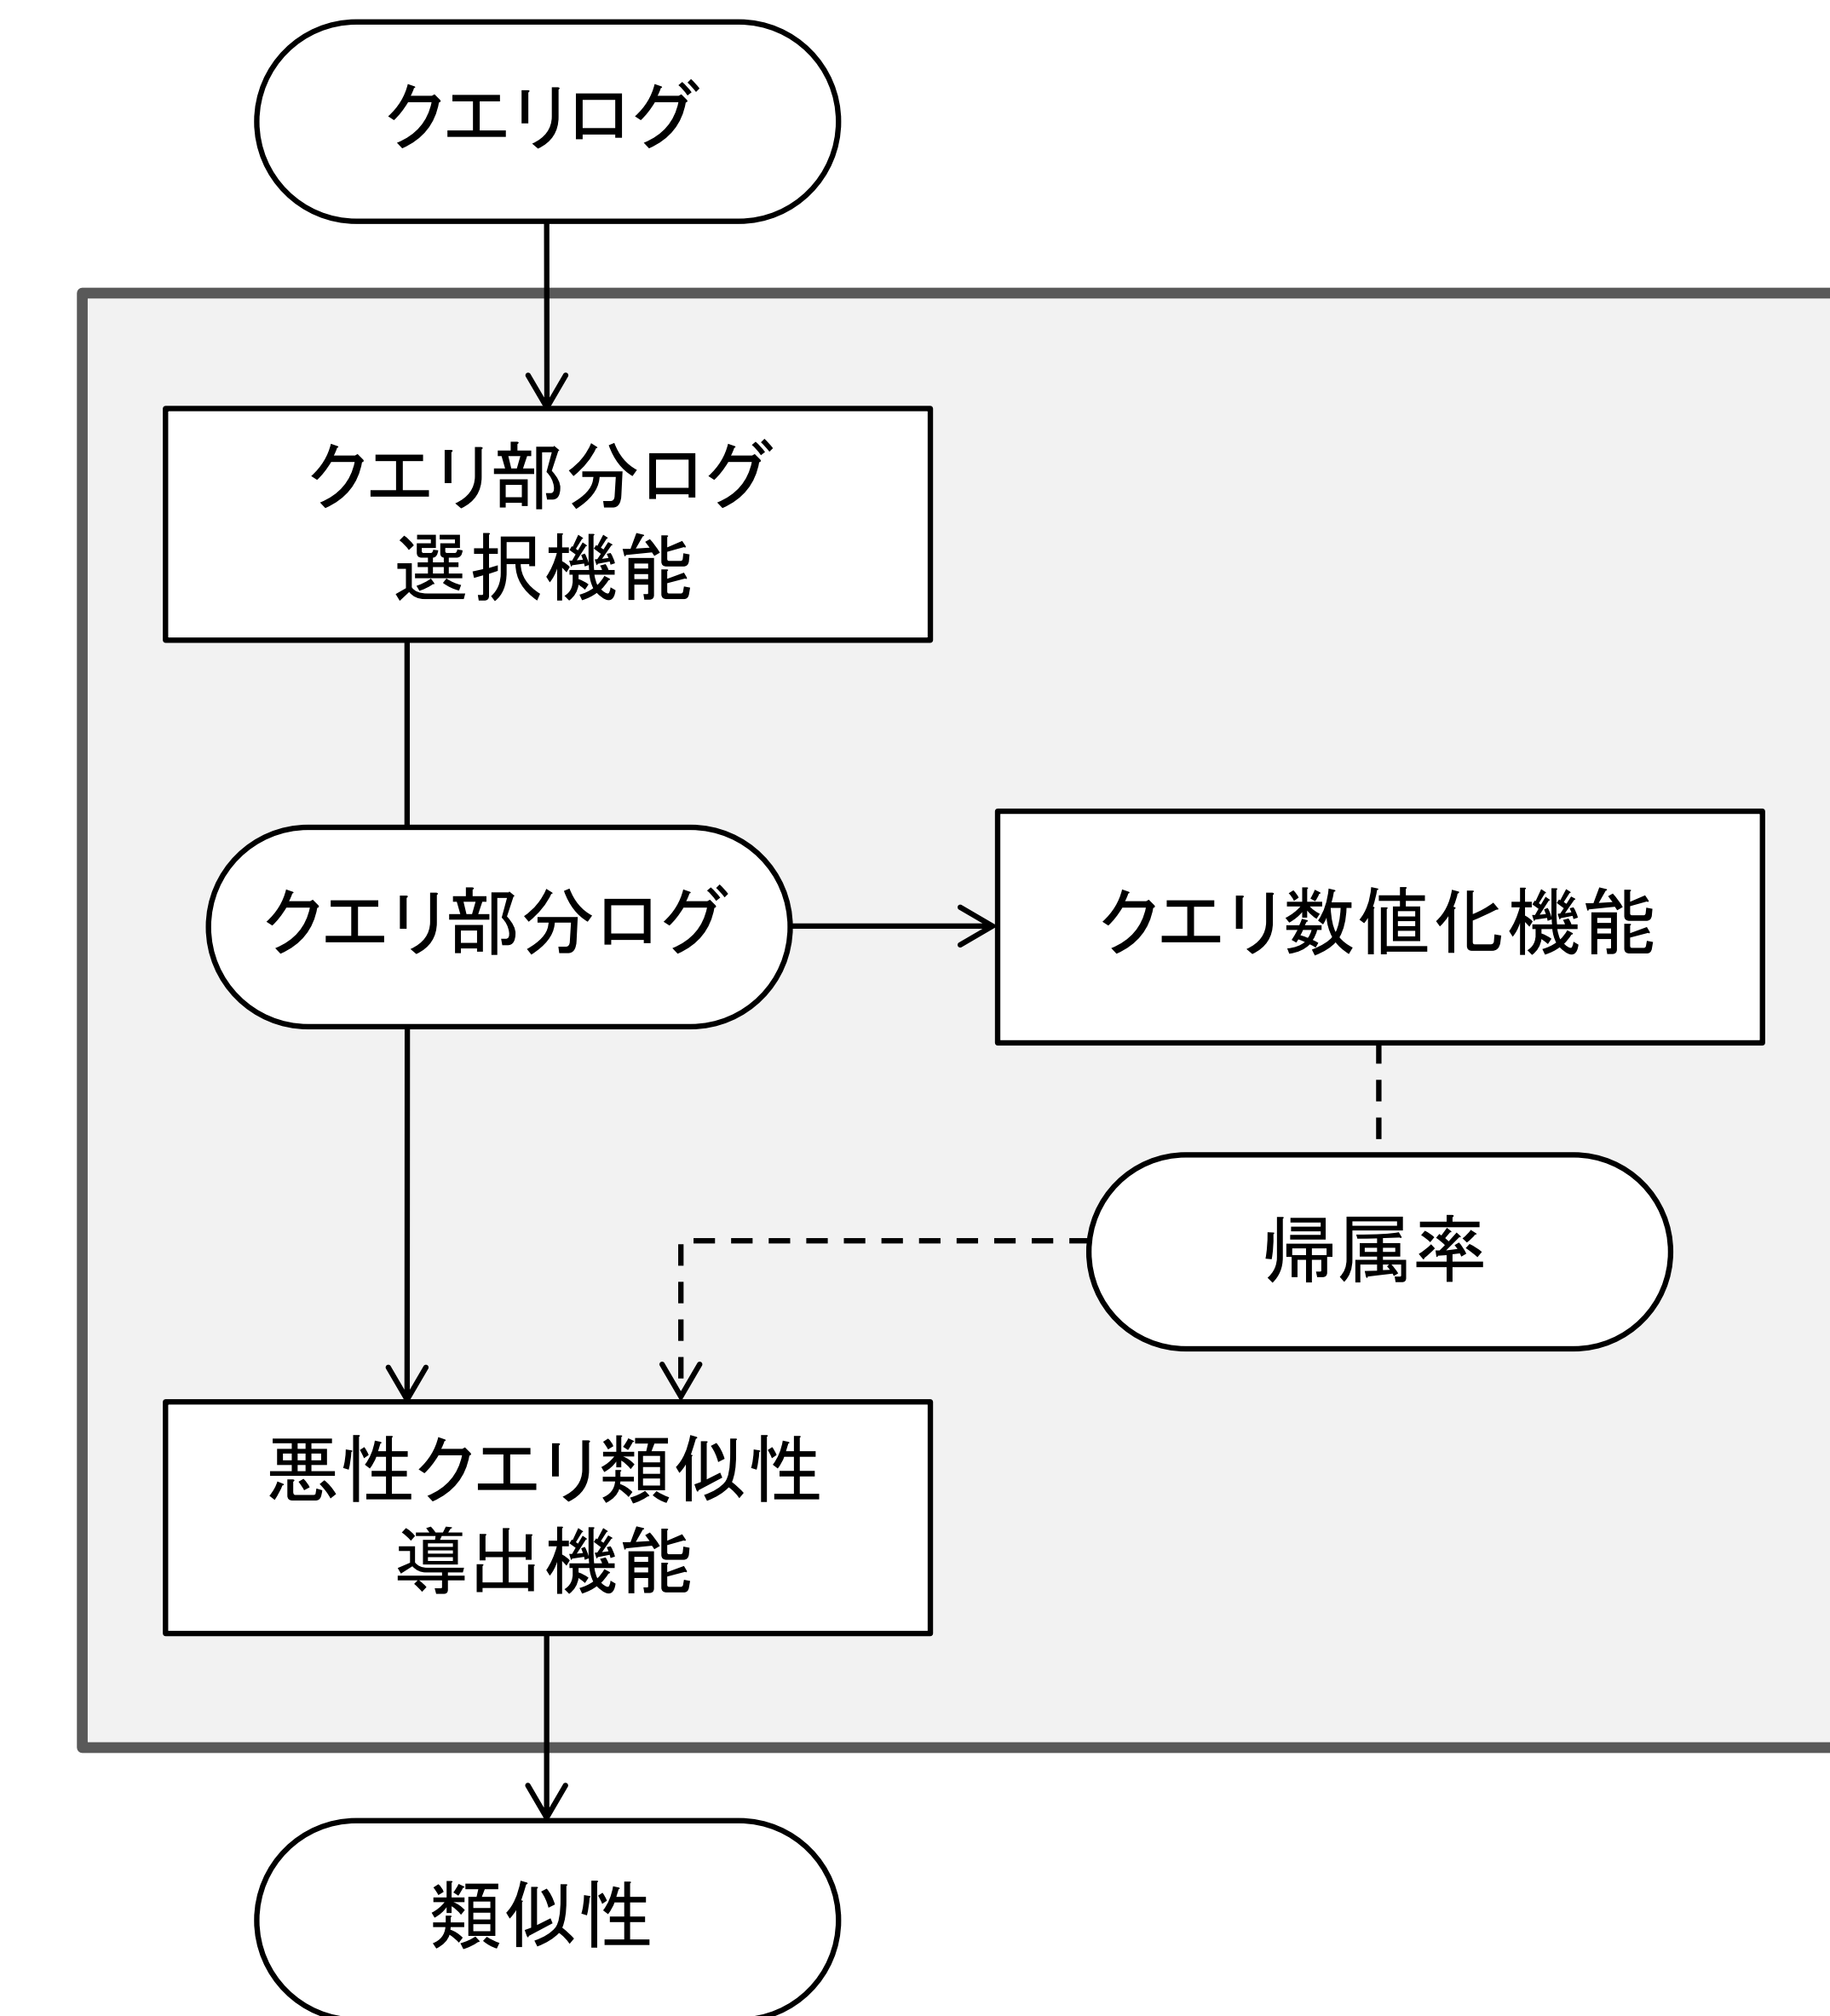 クエリログ
クエリ部分ログ
選択機能
クエリ部分ログ
クエリ数値化機能
帰属率
悪性クエリ類似性
導出機能
類似性